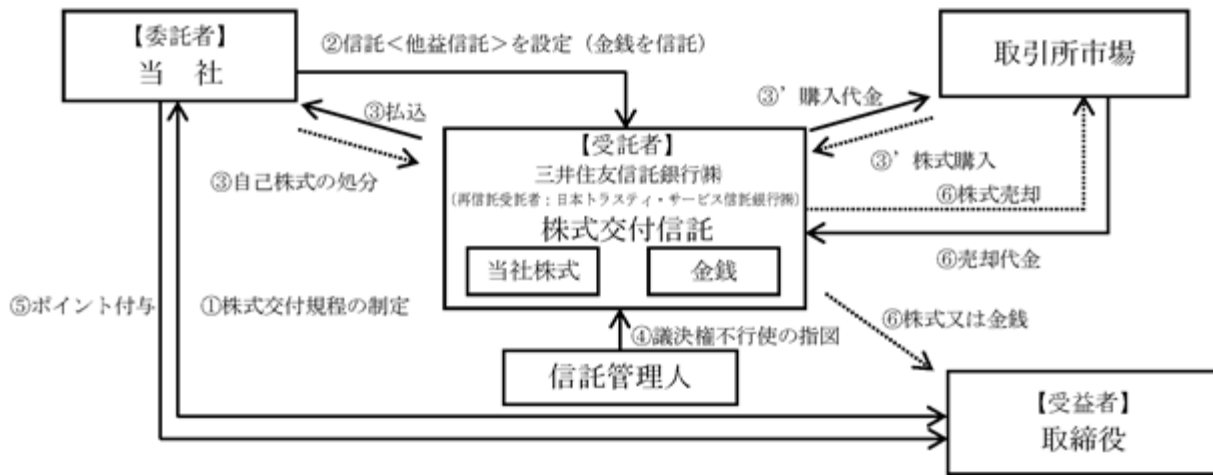 【委託者】
当　社
②信託＜他益信託＞を設定（金銭を信託）
取引所市場
③払込
③’購入代金
【受託者】
三井住友信託銀行㈱
（再信託受託者：日本トラスティ・サービス信託銀行㈱）
株式交付信託
当社株式
金銭
③自己株式の処分
③’株式購入
⑥株式売却
⑥売却代金
⑤ポイント付与
①株式交付規程の制定
⑥株式又は金銭
④議決権不行使の指図
信託管理人
【受益者】
取締役